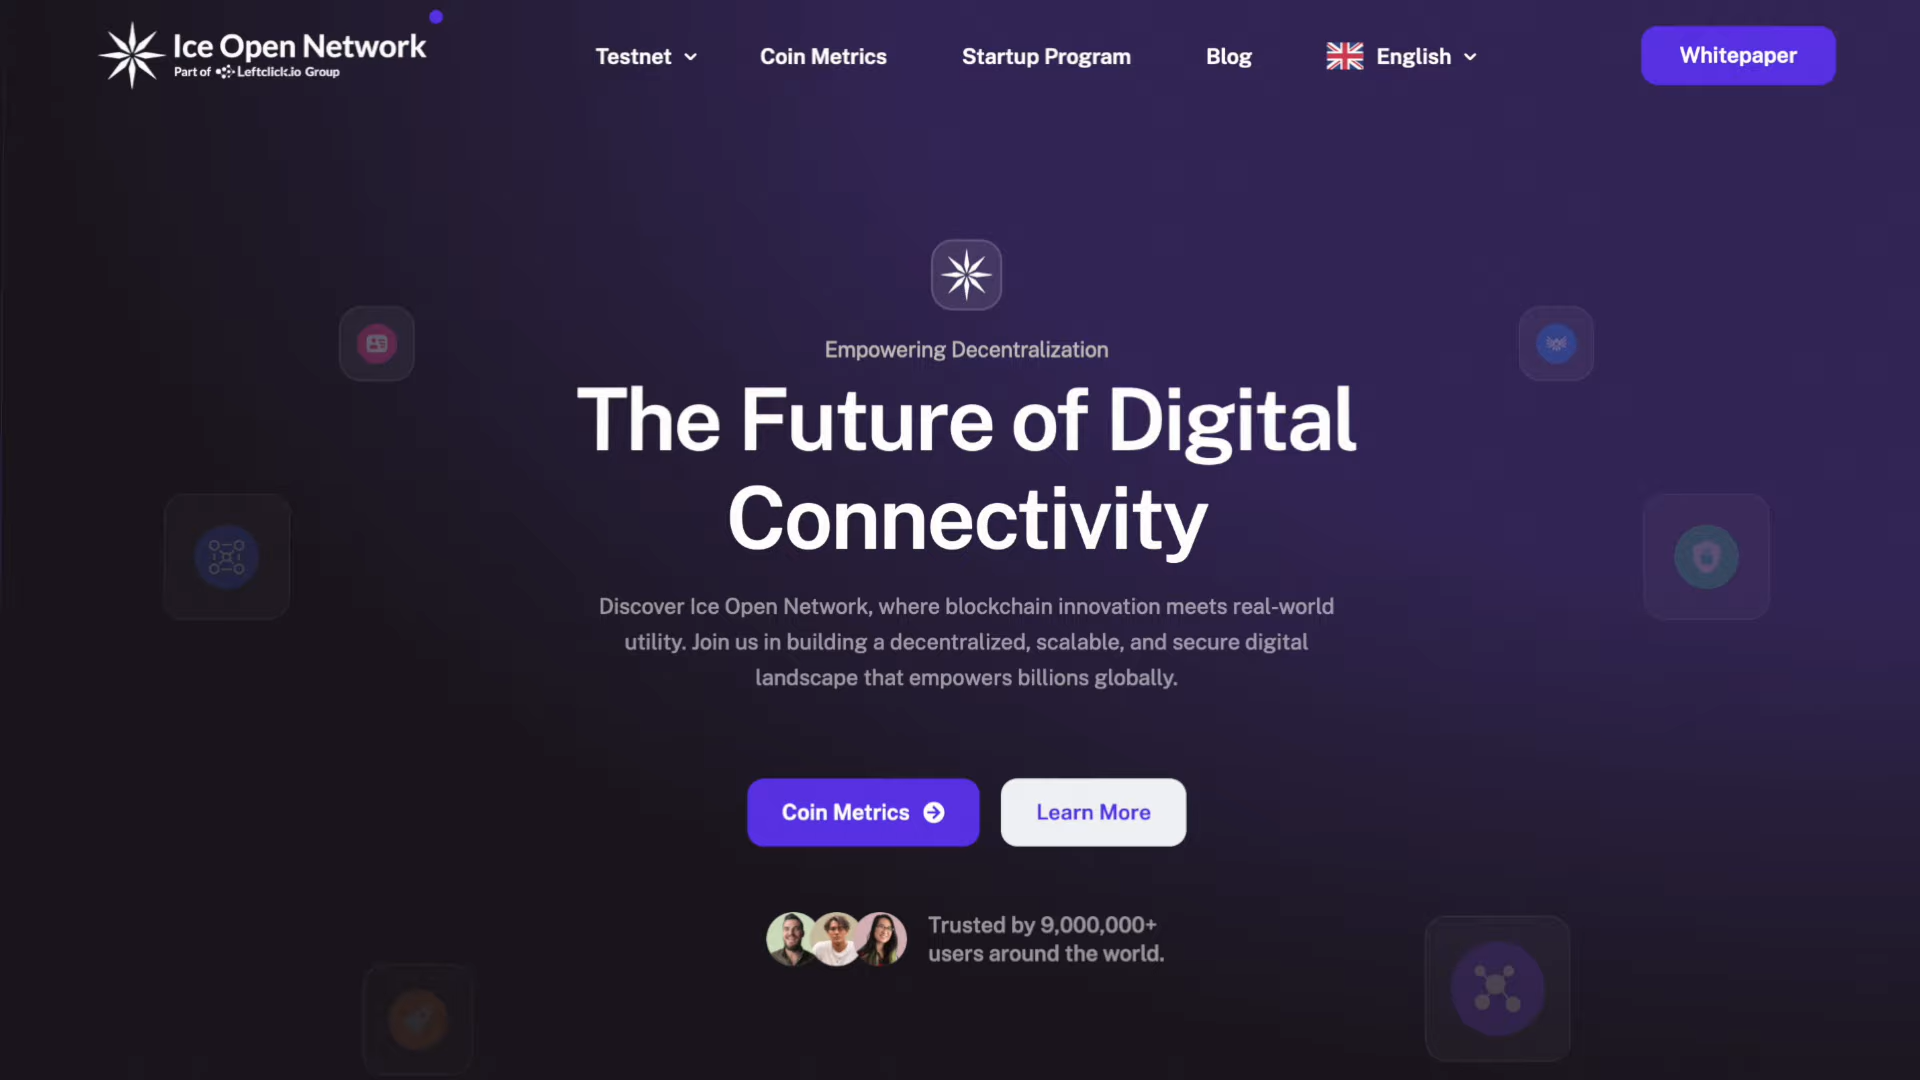 Ice Open Network
Part of Leftclick.io Group
Testnet
Coin Metrics
Startup Program
Blog
English
Whitepaper
Empowering Decentralization
The Future of Digital
Connectivity
Discover Ice Open Network, where blockchain innovation meets real-world
utility. Join us in building a decentralized, scalable, and secure digital
landscape that empowers billions globally.
Coin Metrics
Learn More
Trusted by 9,000,000+
users around the world.